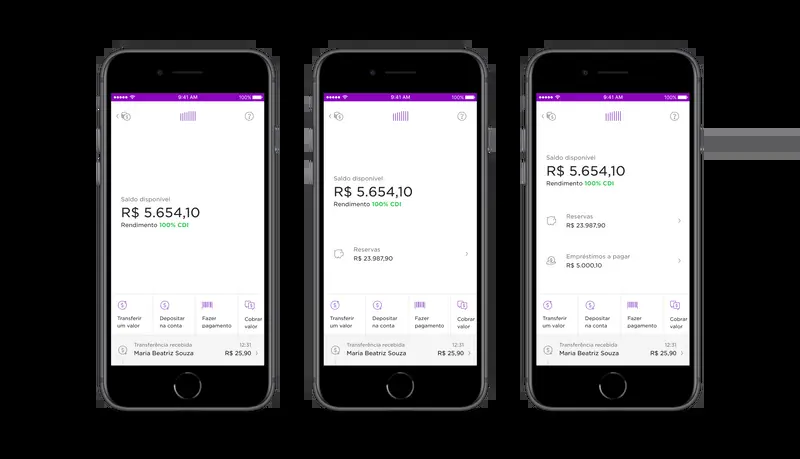 9:41 AM
100%
Saldo disponível
R$ 5.654,10
Rendimento 100% CDI
Transferir um valor
Depositar na conta
Fazer pagamento
Cobrar valor
Transferência recebida
12:31
Maria Beatriz Souza
R$ 25,90
9:41 AM
100%
Saldo disponível
R$ 5.654,10
Rendimento 100% CDI
Reservas
R$ 23.987,90
Transferir um valor
Depositar na conta
Fazer pagamento
Cobrar valor
Transferência recebida
12:31
Maria Beatriz Souza
R$ 25,90
9:41 AM
100%
Saldo disponível
R$ 5.654,10
Rendimento 100% CDI
Reservas
R$ 23.987,90
Empréstimos a pagar
R$ 5.000,10
Transferir um valor
Depositar na conta
Fazer pagamento
Cobrar valor
Transferência recebida
12:31
Maria Beatriz Souza
R$ 25,90